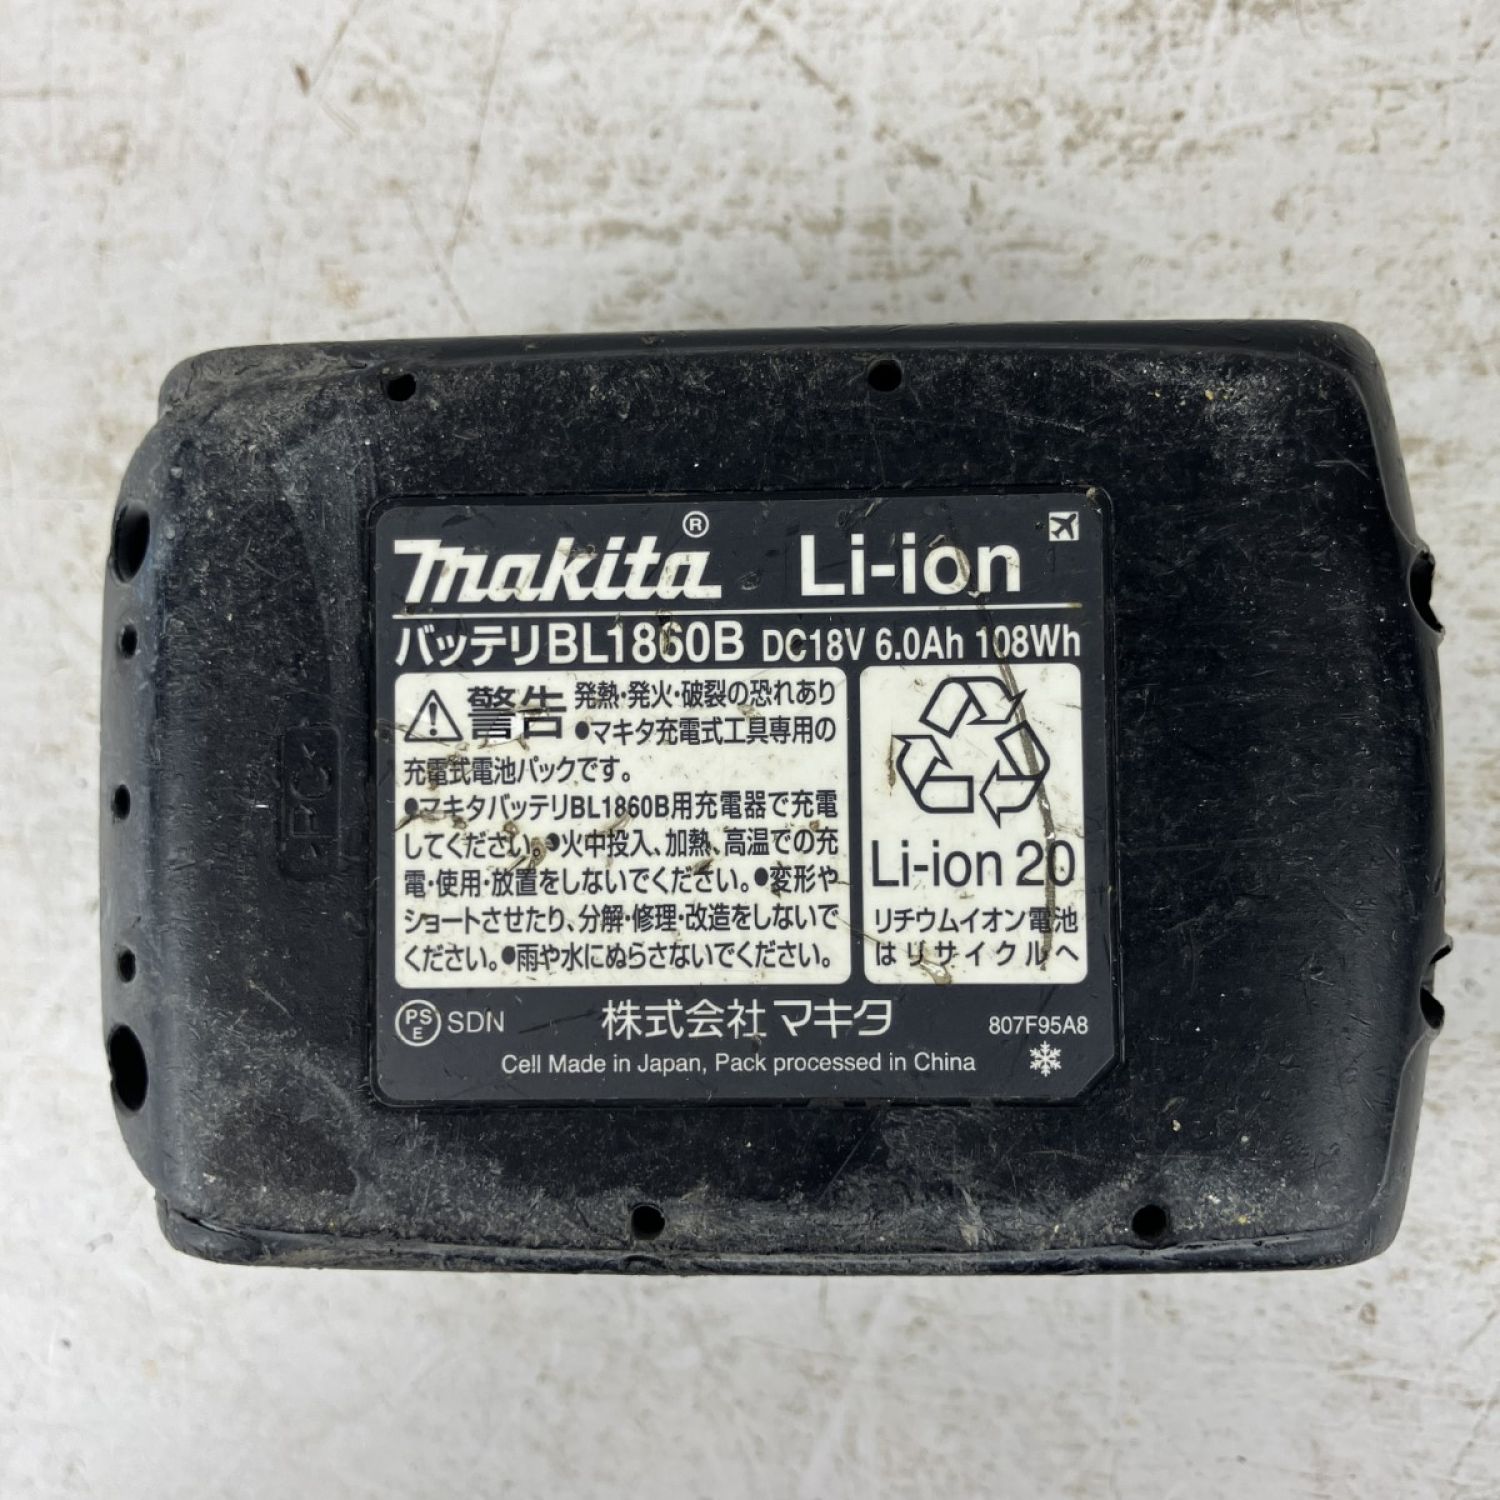 makita® Li-ion
バッテリBL1860B DC18V 6.0Ah 108Wh
警告 発熱・発火・破裂の恐れあり
●マキタ充電式工具専用の
充電式電池パックです。
●マキタバッテリBL1860B用充電器で充電
してください。●火中投入、加熱、高温での充
電・使用・放置をしないでください。●変形や
ショートさせたり、分解・修理・改造をしないで
ください。●雨や水にぬらさないでください。
Li-ion 20
リチウムイオン電池
はリサイクルへ
PS
E
SDN
株式会社マキタ
807F95A8
Cell Made in Japan, Pack processed in China
>PC<